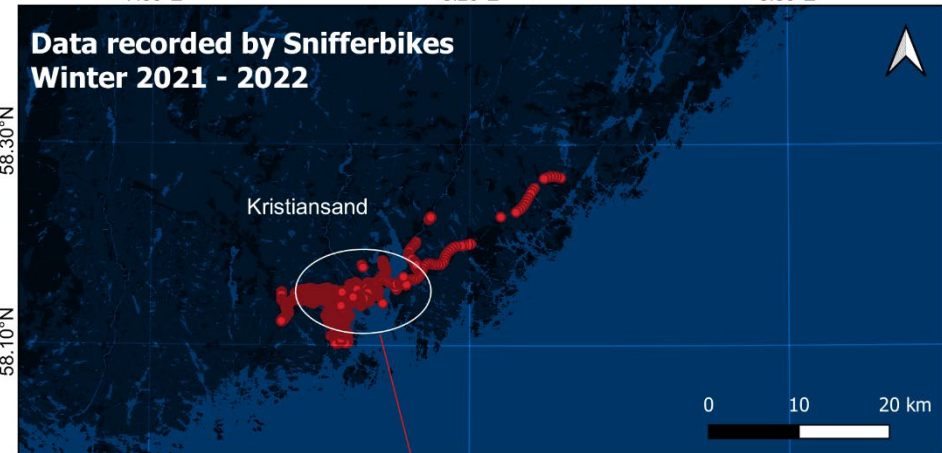 Data recorded by Snifferbikes
Winter 2021 - 2022
58.30°N
Kristiansand
58.10°N
0 10 20 km